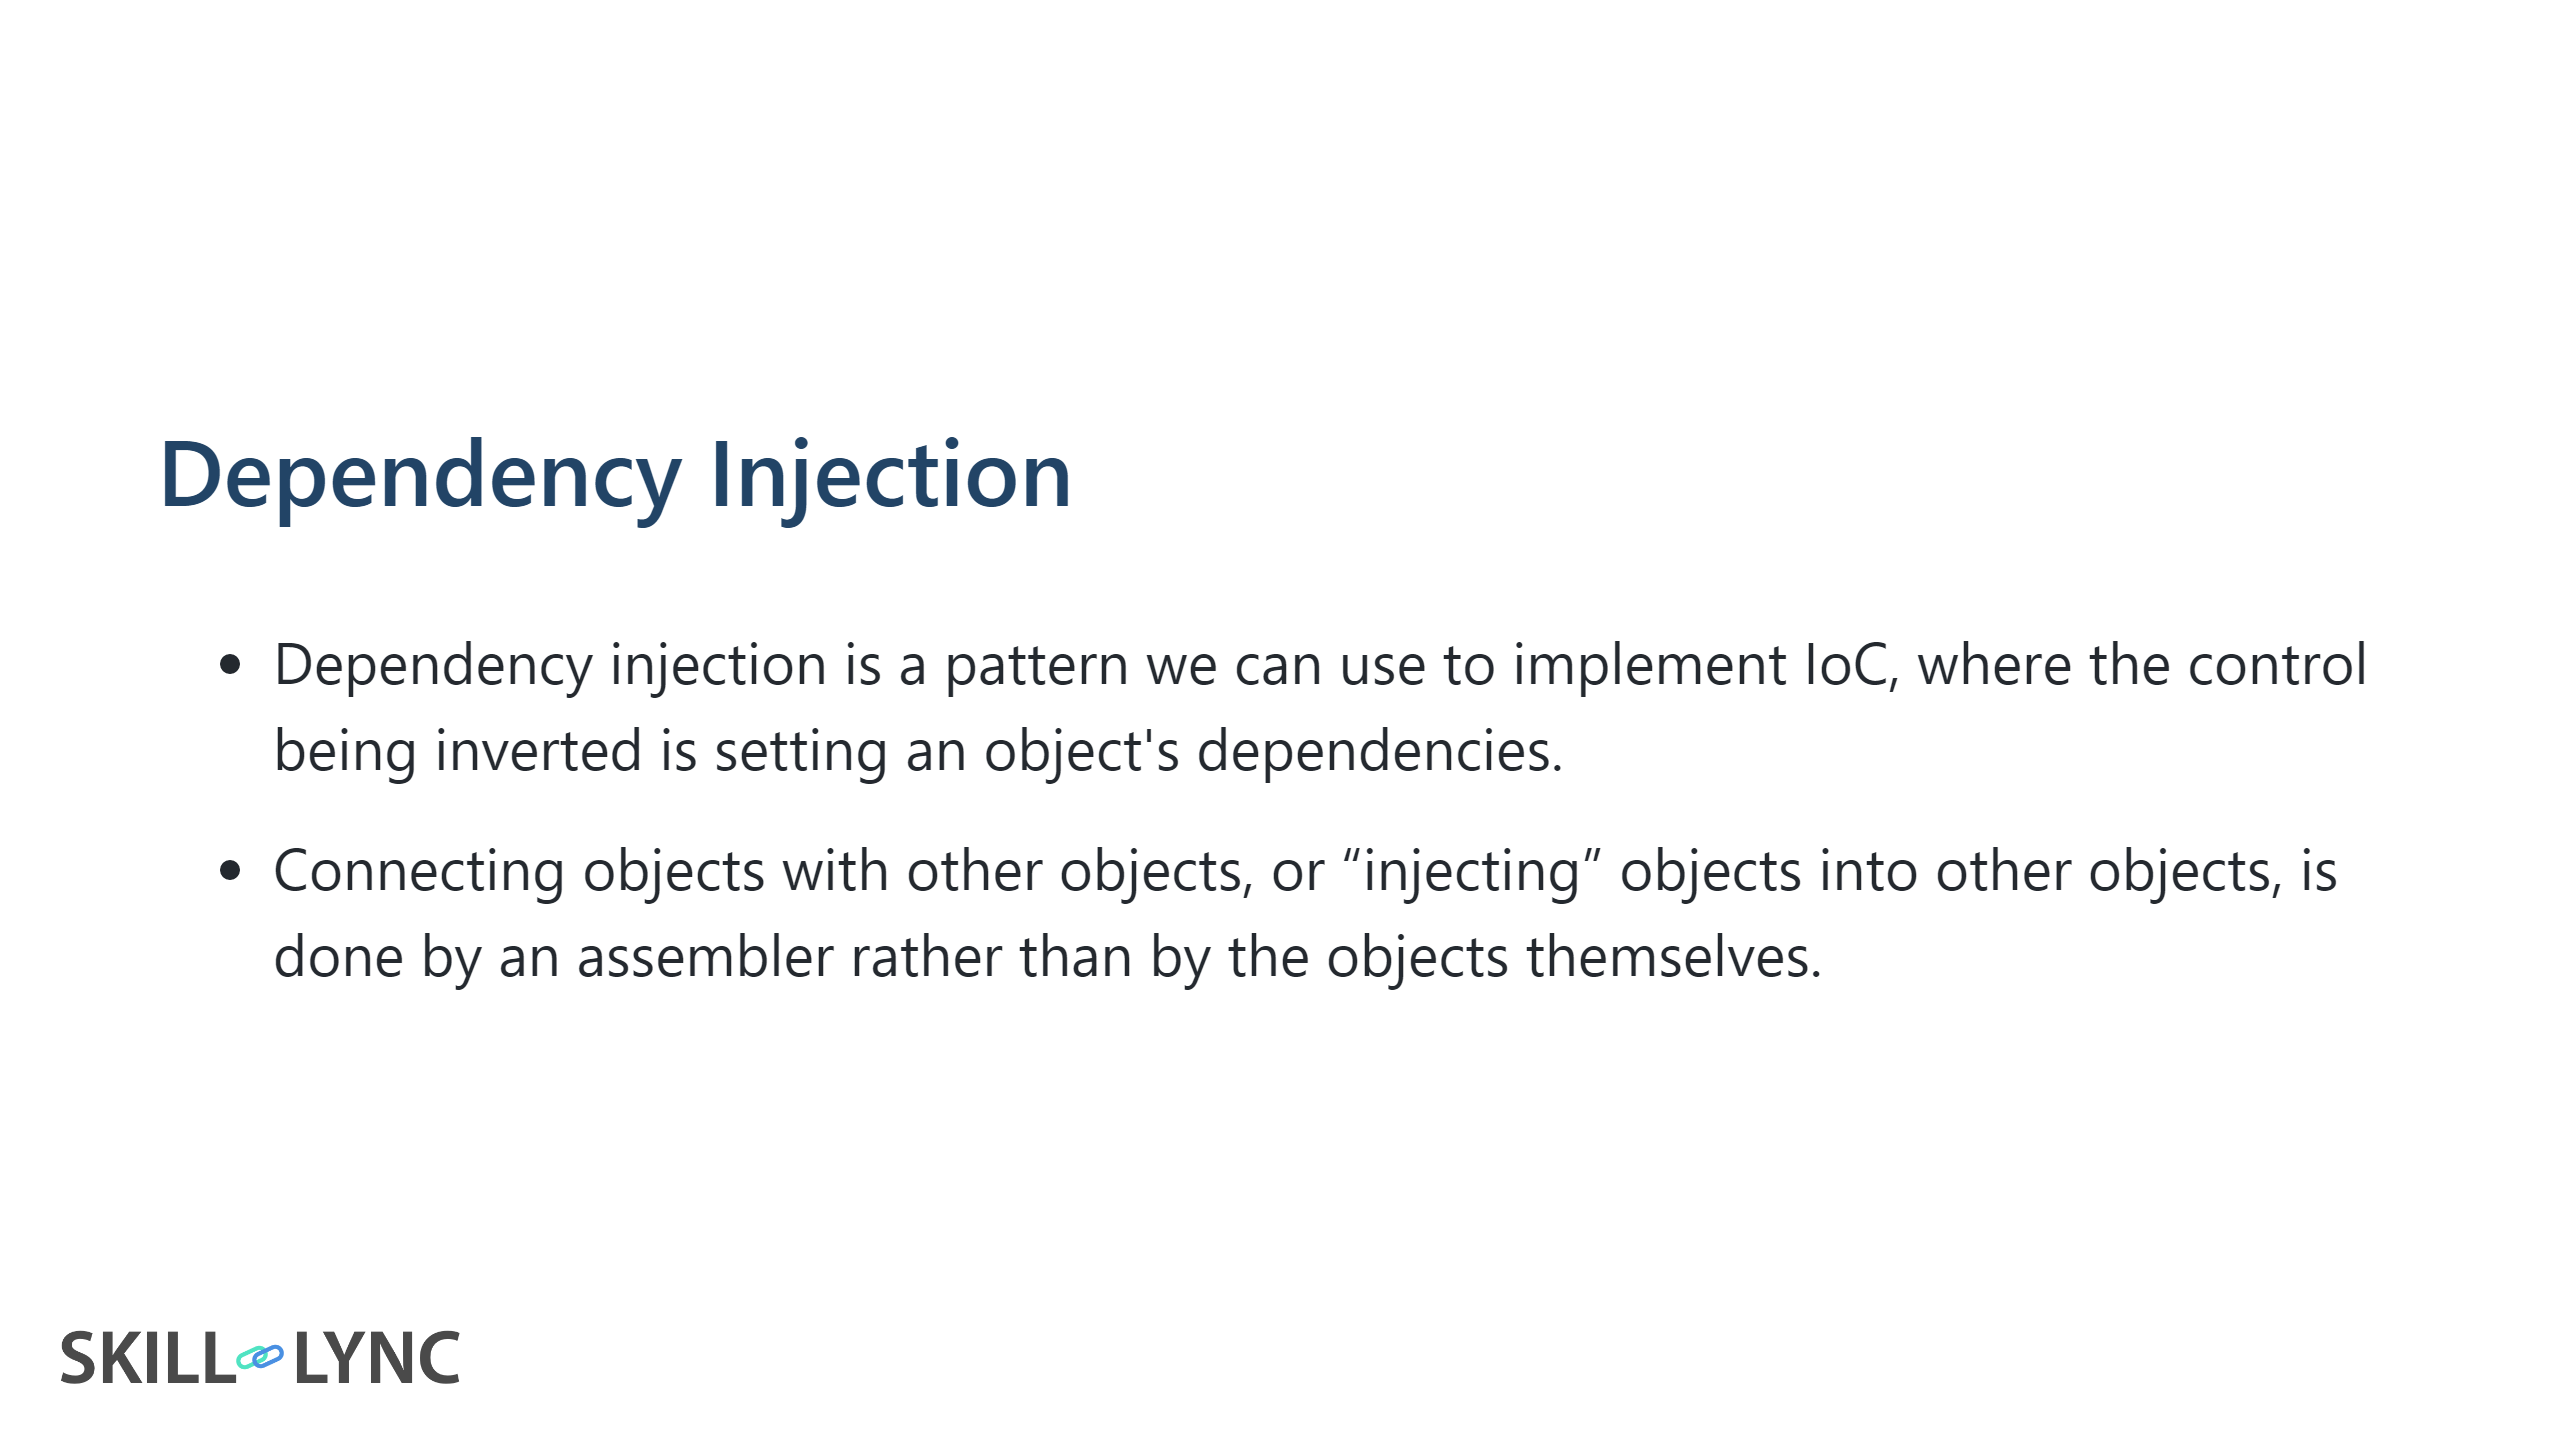 Dependency Injection
• Dependency injection is a pattern we can use to implement IoC, where the control
being inverted is setting an object's dependencies.
• Connecting objects with other objects, or “injecting” objects into other objects, is
done by an assembler rather than by the objects themselves.
SKILL LYNC